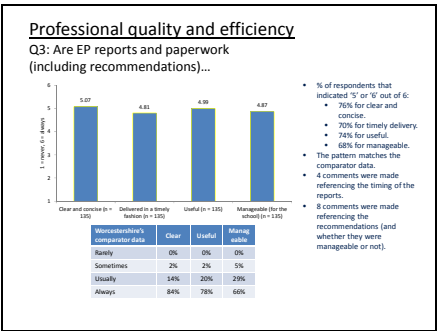 Professional quality and efficiency
Q3: Are EP reports and paperwork
(including recommendations)…
6
5
4
3
2
1
1 = never, 6 = always
5.07
4.81
4.99
4.87
Clear and concise (n =
135)
Delivered in a timely
fashion (n = 135)
Useful (n = 135)
Manageable (for the
school) (n = 135)
Worcestershire's
comparator data
Clear
Useful
Manag
eable
Rarely 0% 0% 0%
Sometimes 2% 2% 5%
Usually 14% 20% 29%
Always 84% 78% 66%
• % of respondents that
indicated '5' or '6' out of 6:
• 76% for clear and
concise.
• 70% for timely delivery.
• 74% for useful.
• 68% for manageable.
• The pattern matches the
comparator data.
• 4 comments were made
referencing the timing of the
reports.
• 8 comments were made
referencing the
recommendations (and
whether they were
manageable or not).